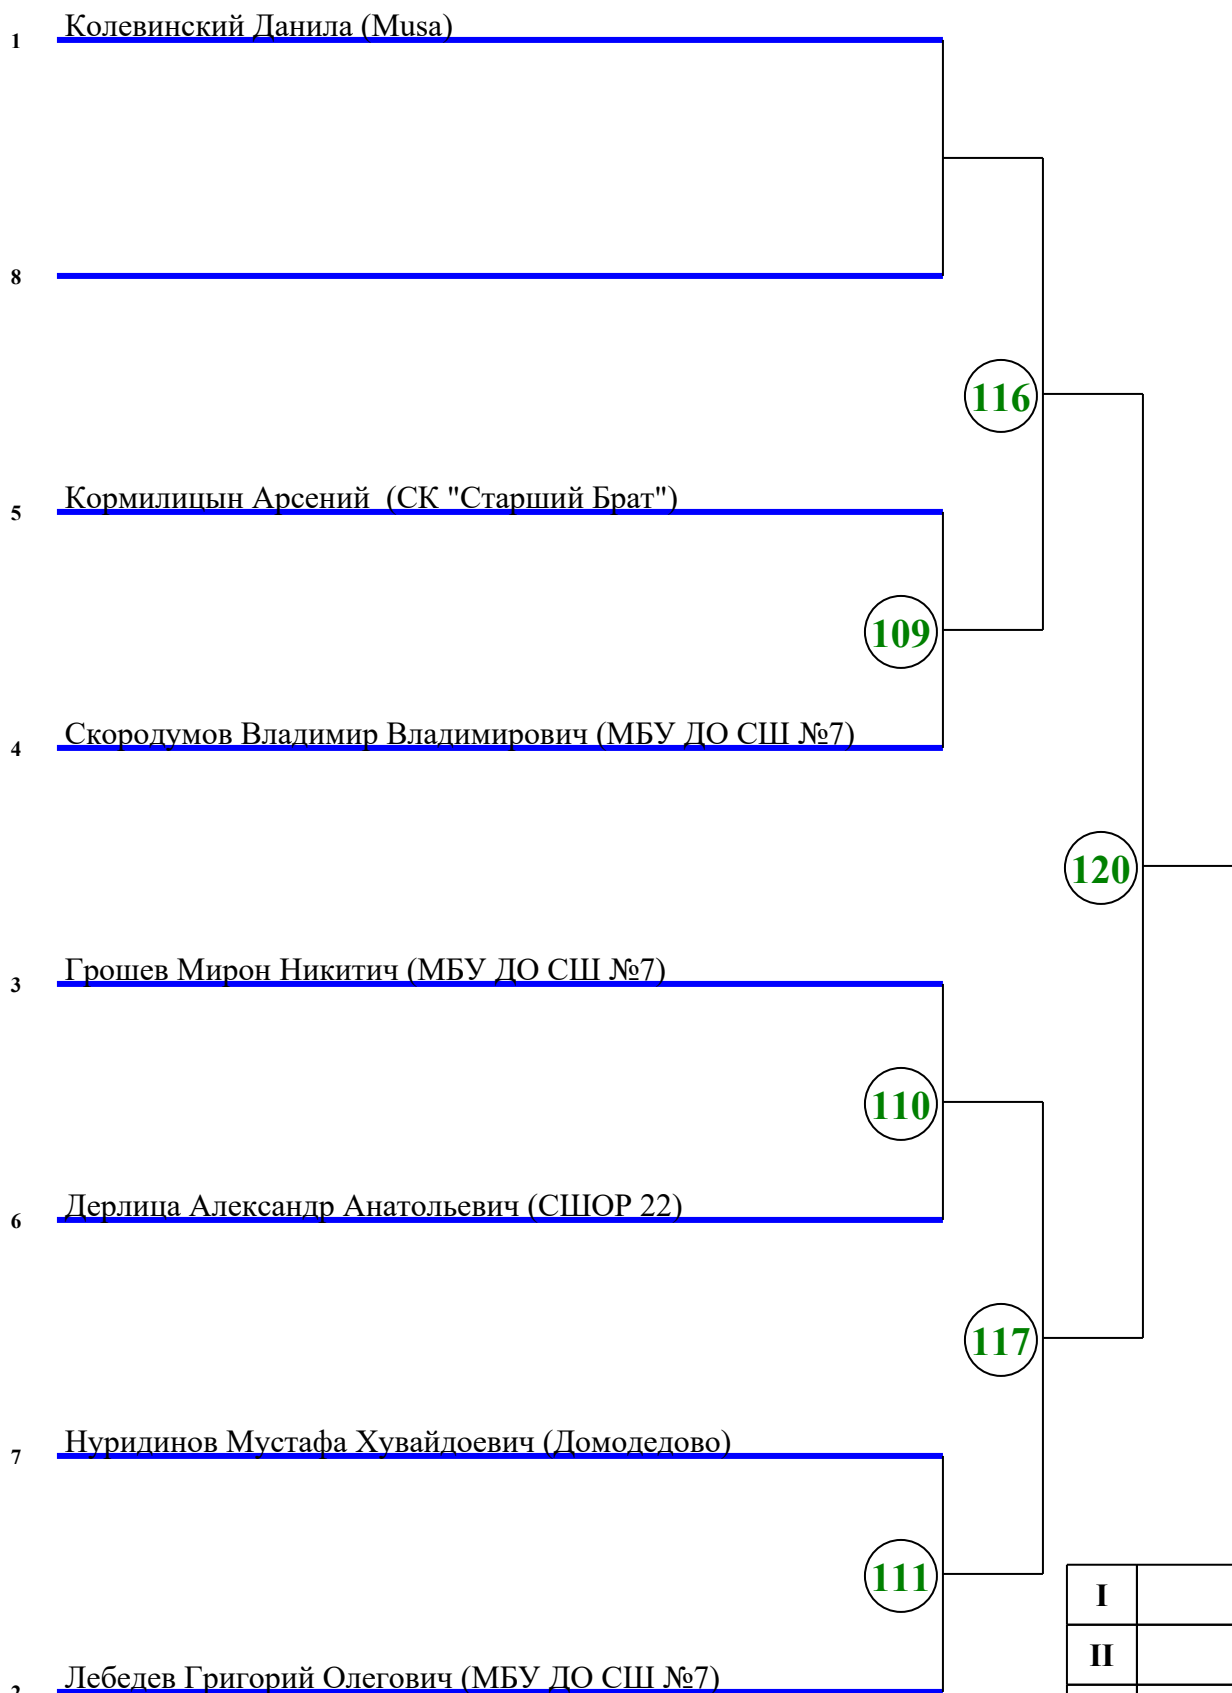 1 Колевинский Данила (Musa)
8
116
5 Кормилицын Арсений (СК "Старший Брат")
109
4 Скородумов Владимир Владимирович (МБУ ДО СШ №7)
120
3 Грошев Мирон Никитич (МБУ ДО СШ №7)
110
6 Дерлица Александр Анатольевич (СШОР 22)
117
7 Нуридинов Мустафа Хувайдоевич (Домодедово)
111
I
II
2 Лебедев Григорий Олегович (МБУ ДО СШ №7)